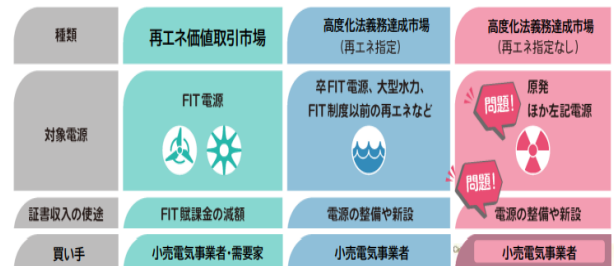 種類
再エネ価値取引市場
高度化法義務達成市場
(再エネ指定)
高度化法義務達成市場
(再エネ指定なし)
対象電源
FIT電源
卒FIT電源、大型水力、
FIT制度以前の再エネなど
問題!
原発
ほか左記電源
問題!
証書収入の使途
FIT賦課金の減額
電源の整備や新設
電源の整備や新設
買い手
小売電気事業者・需要家
小売電気事業者
小売電気事業者